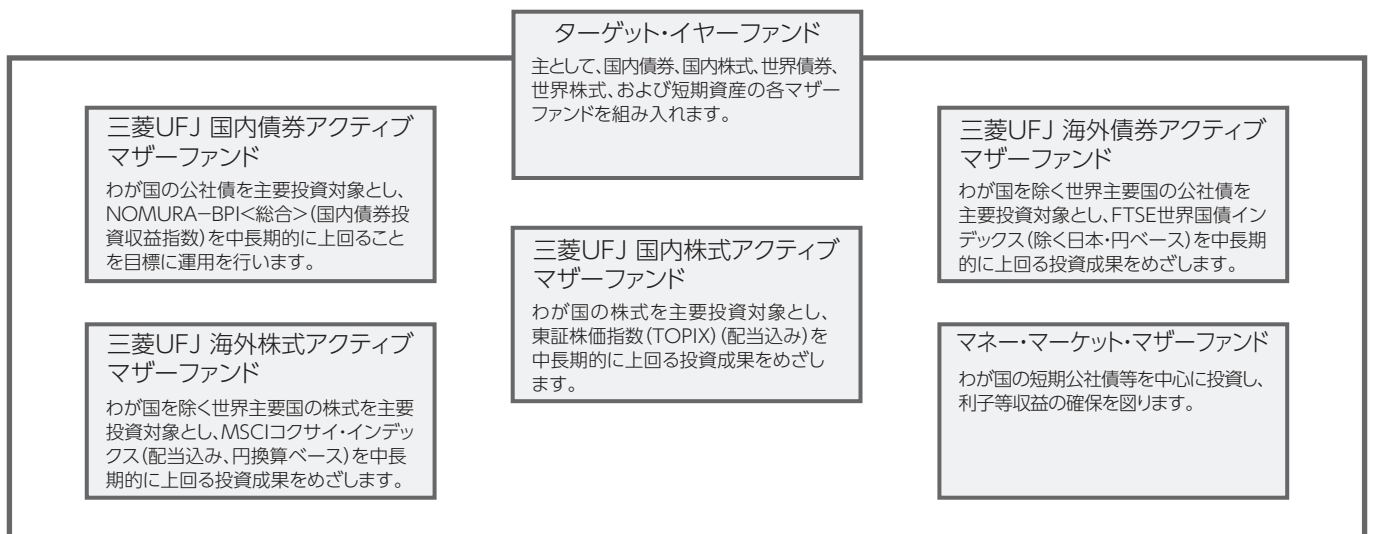 ターゲット・イヤーファンド
主として、国内債券、国内株式、世界債券、
世界株式、および短期資産の各マザー
ファンドを組み入れます。
三菱UFJ 国内債券アクティブ
マザーファンド
わが国の公社債を主要投資対象とし、
NOMURA−BPI<総合>(国内債券投
資収益指数)を中長期的に上回ること
を目標に運用を行います。
三菱UFJ 国内株式アクティブ
マザーファンド
わが国の株式を主要投資対象とし、
東証株価指数(TOPIX)(配当込み)を
中長期的に上回る投資成果をめざし
ます。
三菱UFJ 海外債券アクティブ
マザーファンド
わが国を除く世界主要国の公社債を
主要投資対象とし、FTSE世界国債イン
デックス(除く日本・円ベース)を中長期
的に上回る投資成果をめざします。
三菱UFJ 海外株式アクティブ
マザーファンド
わが国を除く世界主要国の株式を主要
投資対象とし、MSCIコクサイ・インデッ
クス(配当込み、円換算ベース)を中長
期的に上回る投資成果をめざします。
マネー・マーケット・マザーファンド
わが国の短期公社債等を中心に投資し、
利子等収益の確保を図ります。